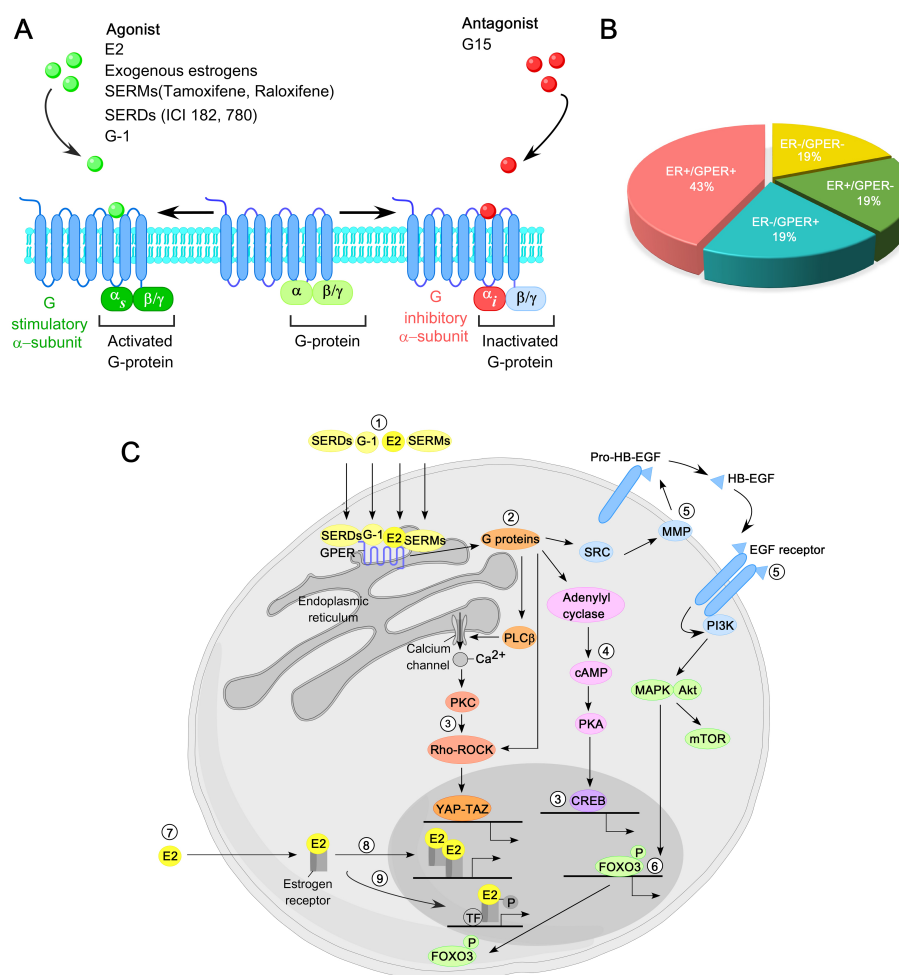 A
Agonist
E2
Exogenous estrogens
SERMs(Tamoxifene, Raloxifene)
SERDs (ICI 182, 780)
G-1
Antagonist
G15
G
stimulatory
α–subunit
αs
β/γ
Activated
G-protein
α
β/γ
G-protein
G
inhibitory
α–subunit
αi
β/γ
Inactivated
G-protein
B
ER+/GPER+
43%
ER-/GPER-
19%
ER+/GPER-
19%
ER-/GPER+
19%
C
1
SERDs G-1 E2 SERMs
SERDs G-1 E2 SERMs
GPER
2
G proteins
SRC
MMP
5
Pro-HB-EGF
HB-EGF
EGF receptor
5
PI3K
Endoplasmic
reticulum
Adenylyl
cyclase
PLCβ
Calcium
channel
Ca2+
4
cAMP
MAPK Akt
PKC
PKA
mTOR
3
Rho-ROCK
YAP-TAZ
3 CREB
7
E2
E2
Estrogen
receptor
8
9
E2
E2
E2
P
TF
P
FOXO3
6
P
FOXO3